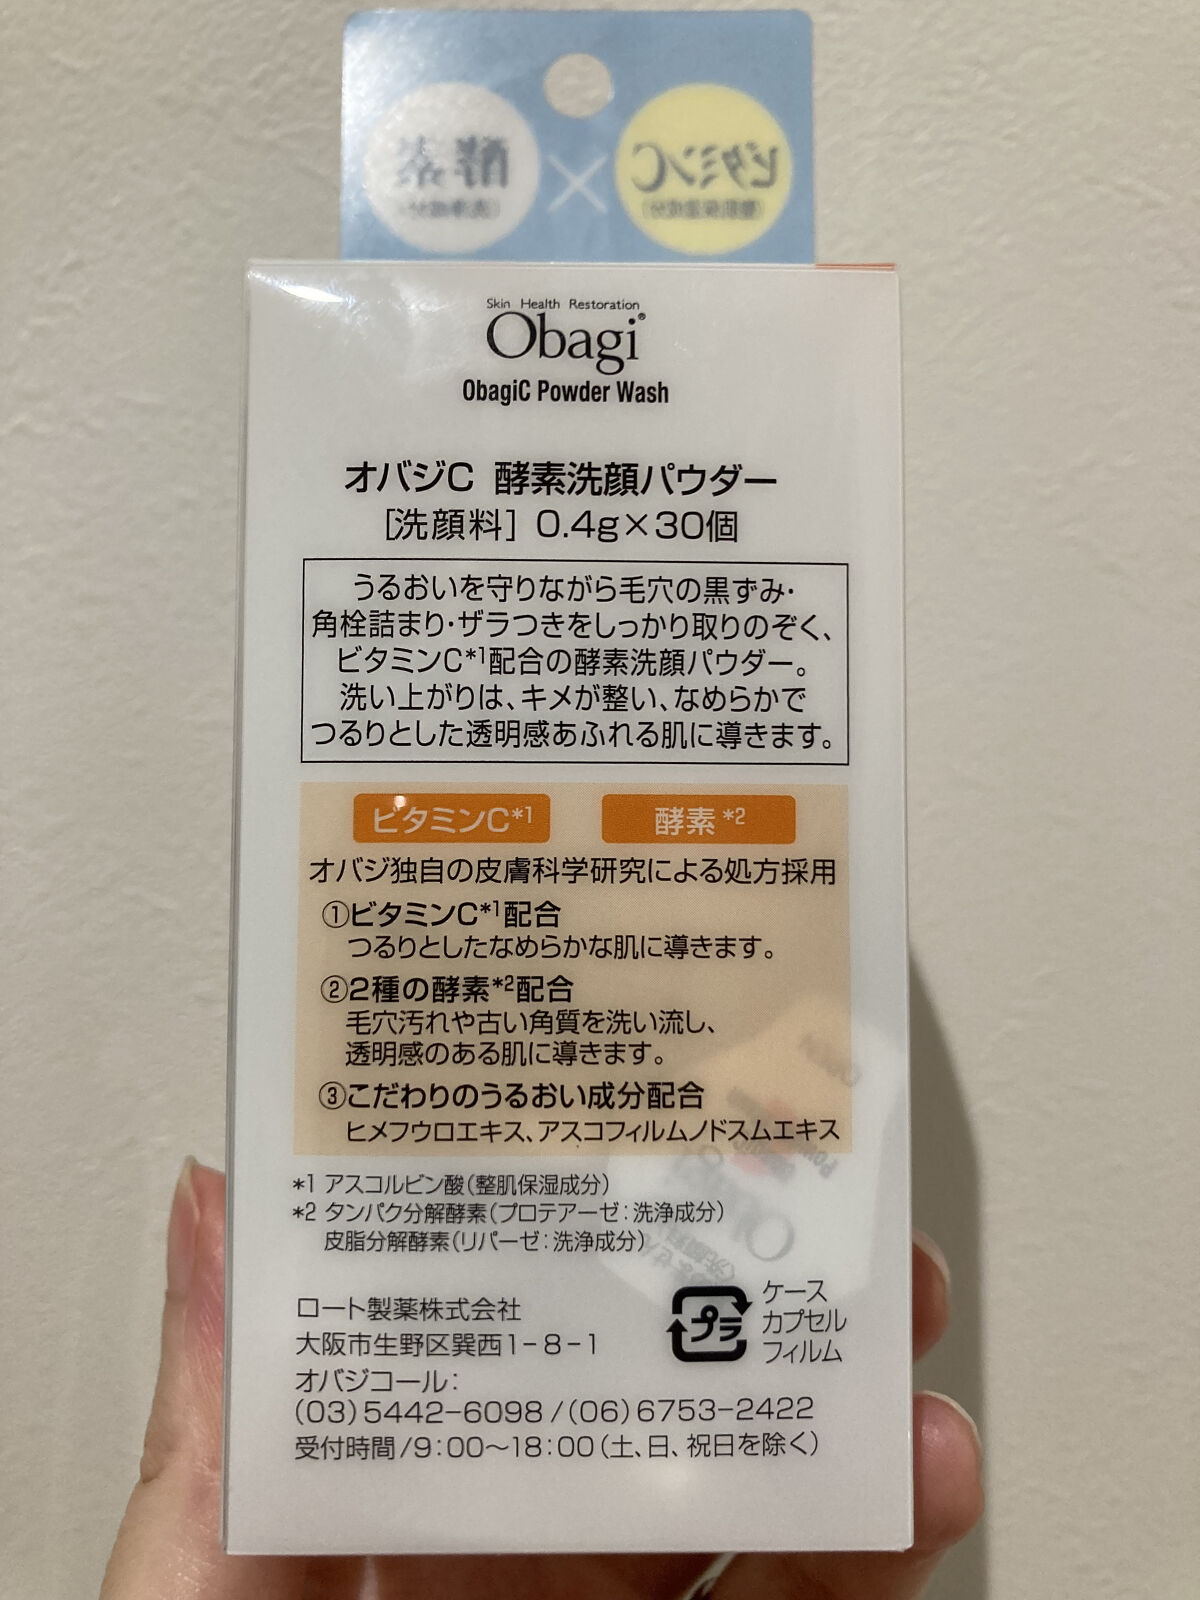 酵素
×
ビタミンC
Skin Health Restoration
Obagi®
ObagiC Powder Wash
オバジC 酵素洗顔パウダー
[洗顔料] 0.4g×30個
うるおいを守りながら毛穴の黒ずみ・
角栓詰まり・ザラつきをしっかり取りのぞく、
ビタミンC*1配合の酵素洗顔パウダー。
洗い上がりは、キメが整い、なめらかで
つるりとした透明感あふれる肌に導きます。
ビタミンC*1
酵素*2
オバジ独自の皮膚科学研究による処方採用
①ビタミンC*1配合
つるりとしたなめらかな肌に導きます。
②2種の酵素*2配合
毛穴汚れや古い角質を洗い流し、
透明感のある肌に導きます。
③こだわりのうるおい成分配合
ヒメフウロエキス、アスコフィルムノドスムエキス
*1 アスコルビン酸(整肌保湿成分)
*2 タンパク分解酵素(プロテアーゼ:洗浄成分)
皮脂分解酵素(リパーゼ:洗浄成分)
ロート製薬株式会社
大阪市生野区巽西1-8-1
オバジコール:
(03)5442-6098/(06)6753-2422
受付時間/9:00〜18:00(土、日、祝日を除く)
プラ
ケース
カプセル
フィルム